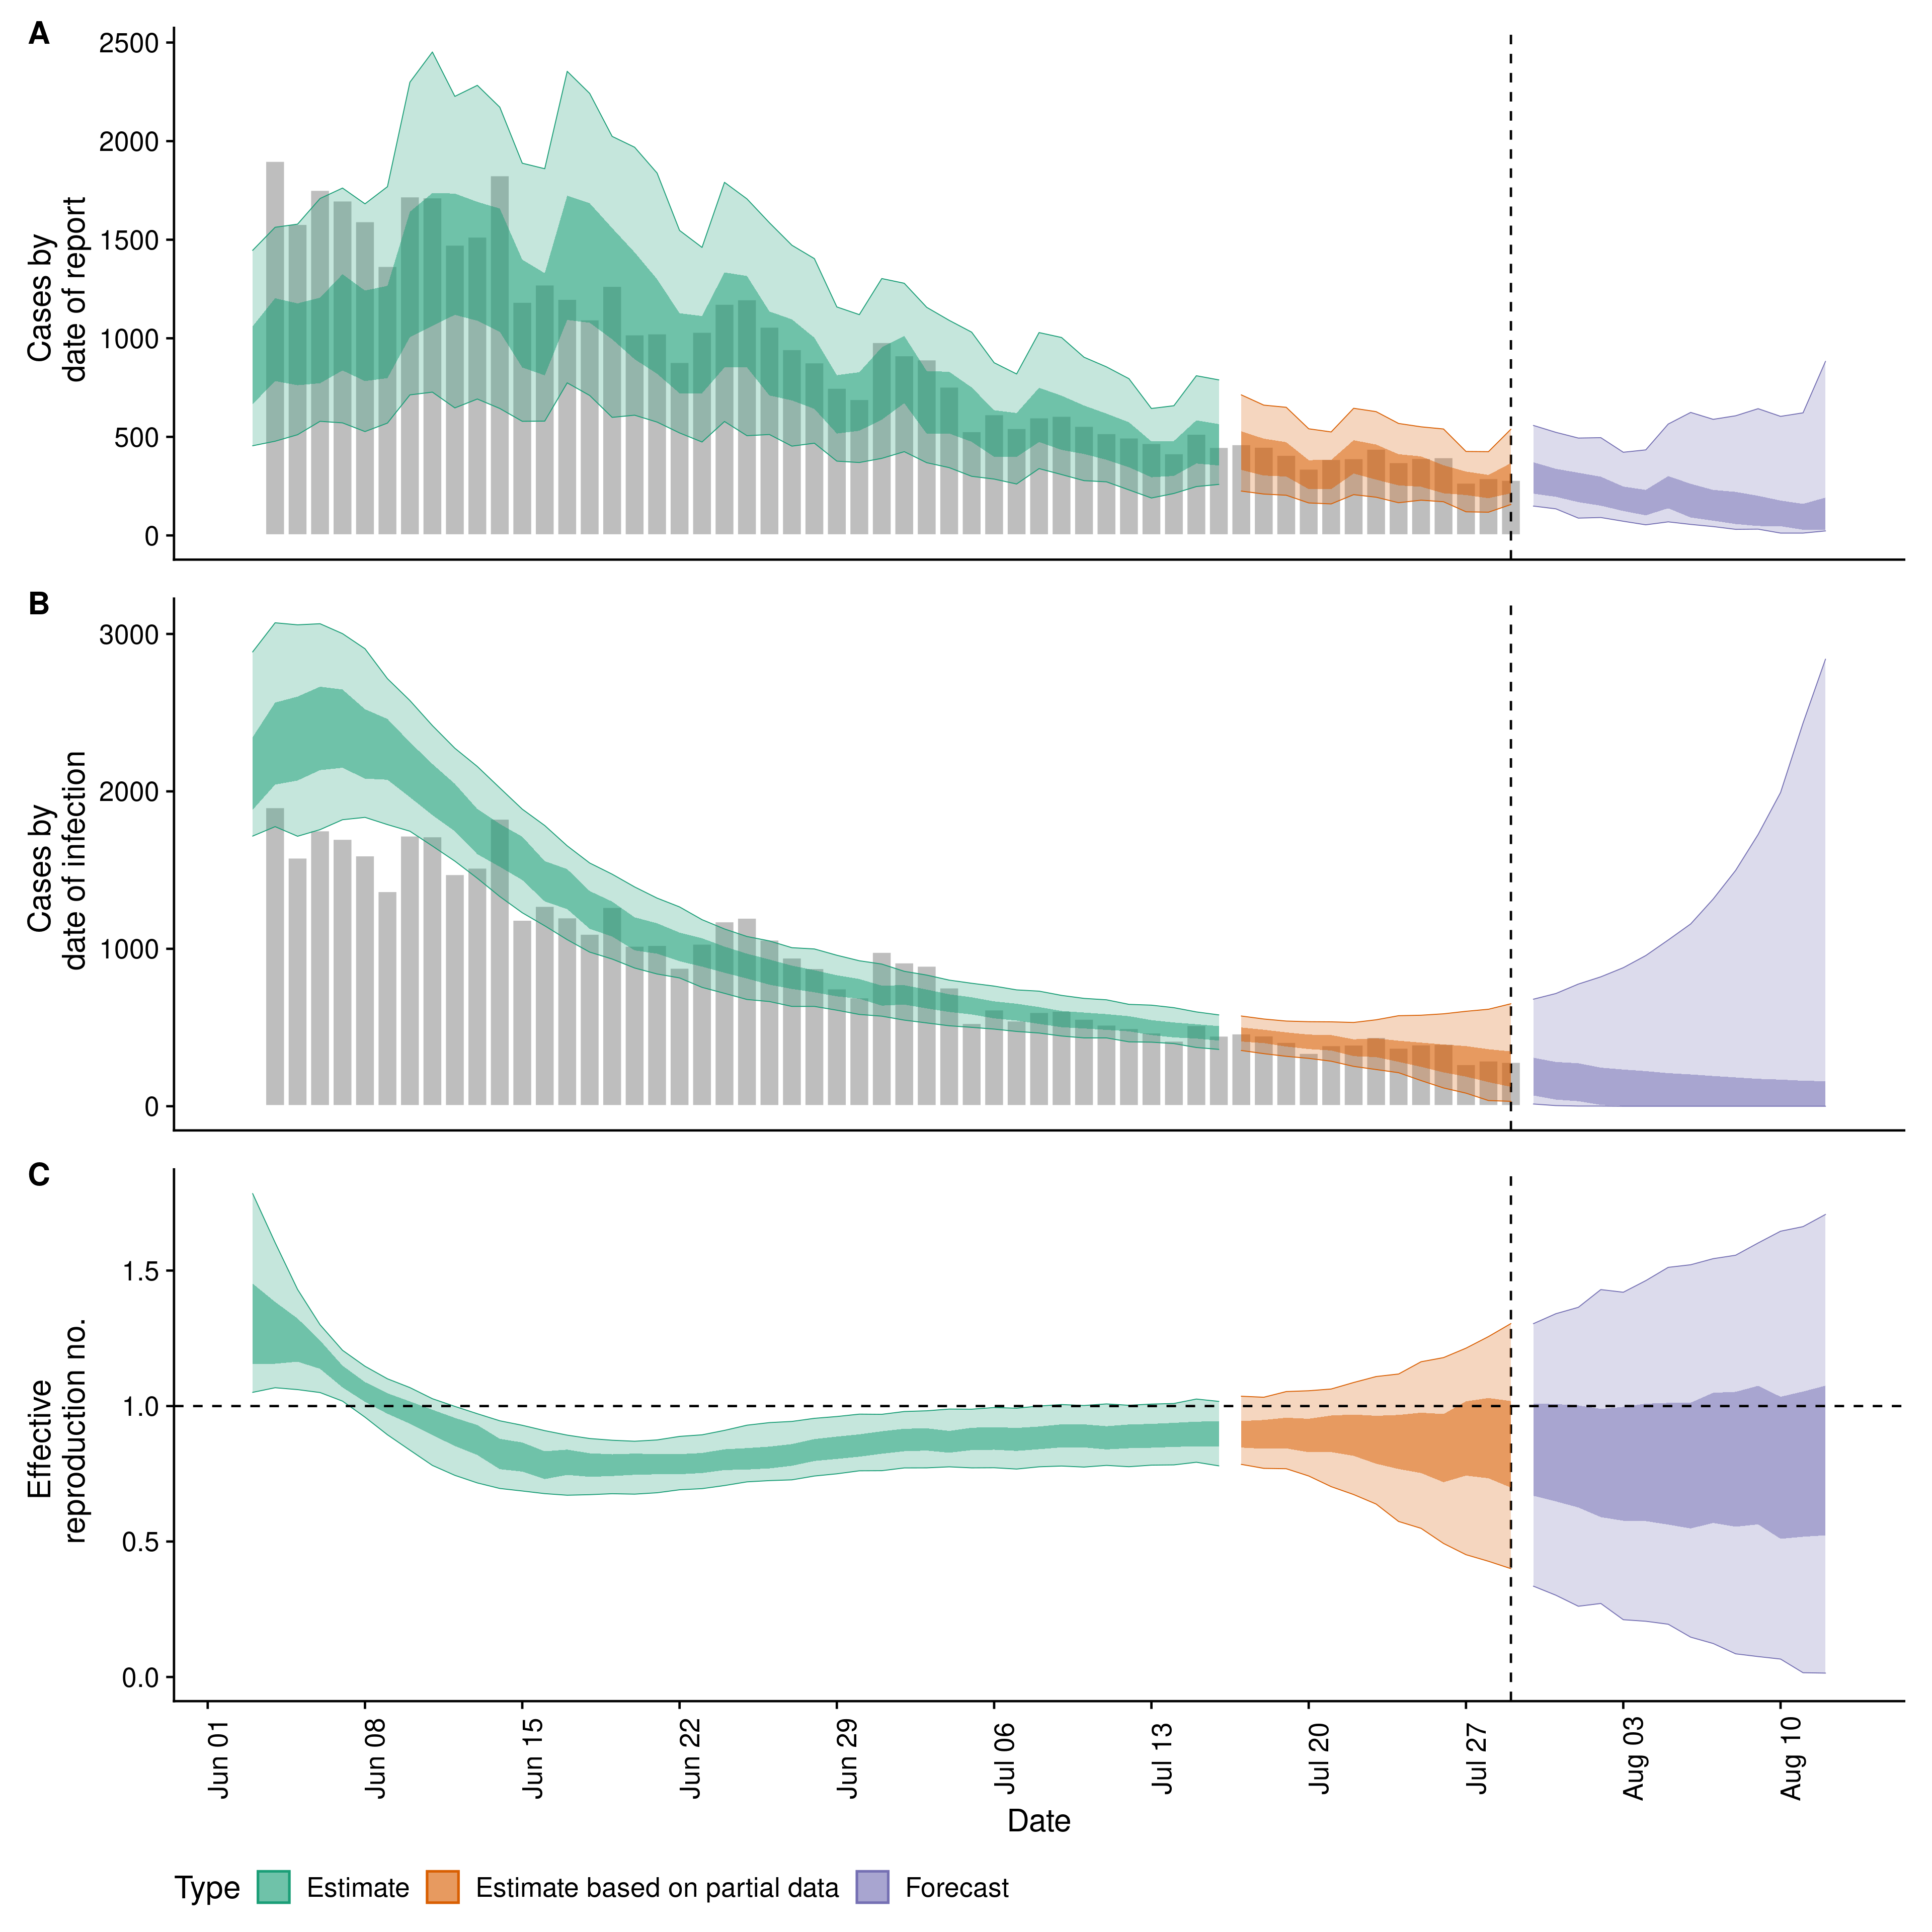 A
Cases by
date of report
2500
2000
1500
1000
500
0
B
Cases by
date of infection
3000
2000
1000
0
C
Effective
reproduction no.
1.5
1.0
0.5
0.0
Jun 01
Jun 08
Jun 15
Jun 22
Jun 29
Jul 06
Jul 13
Jul 20
Jul 27
Aug 03
Aug 10
Date
Type
Estimate
Estimate based on partial data
Forecast